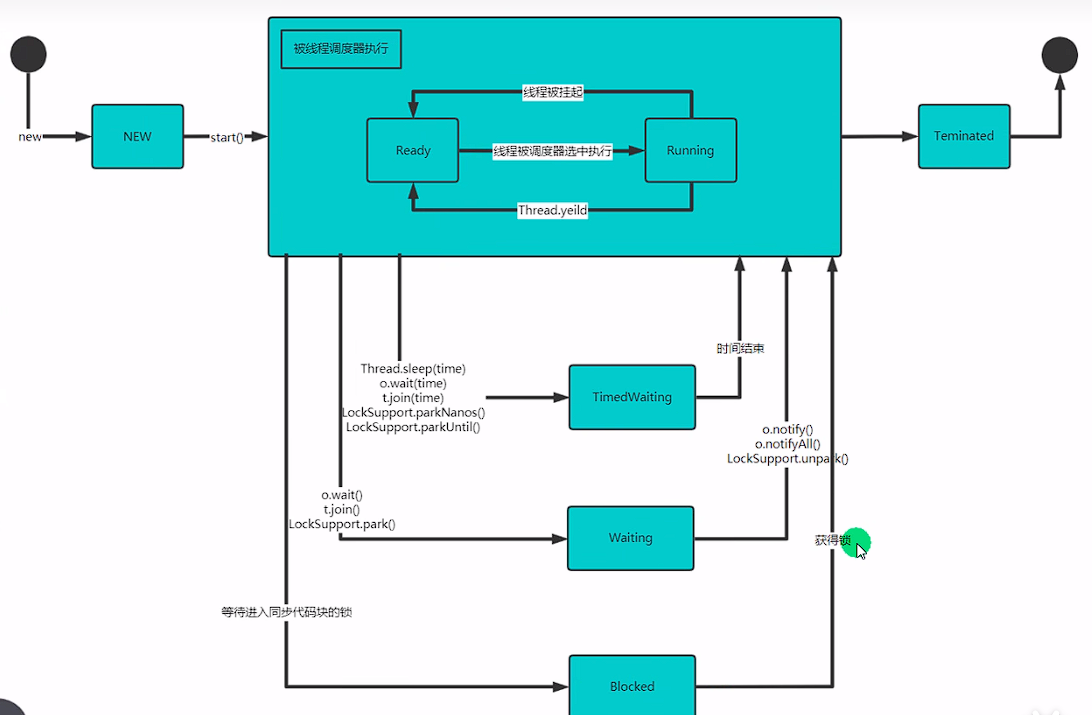 被线程调度器执行
线程被挂起
new
NEW
start()
Ready
线程被调度器选中执行
Running
Teminated
Thread.yeild
时间结束
Thread.sleep(time)
o.wait(time)
t.join(time)
LockSupport.parkNanos()
LockSupport.parkUntil()
TimedWaiting
o.notify()
o.notifyAll()
LockSupport.unpark()
o.wait()
t.join()
LockSupport.park()
Waiting
获得锁
等待进入同步代码块的锁
Blocked